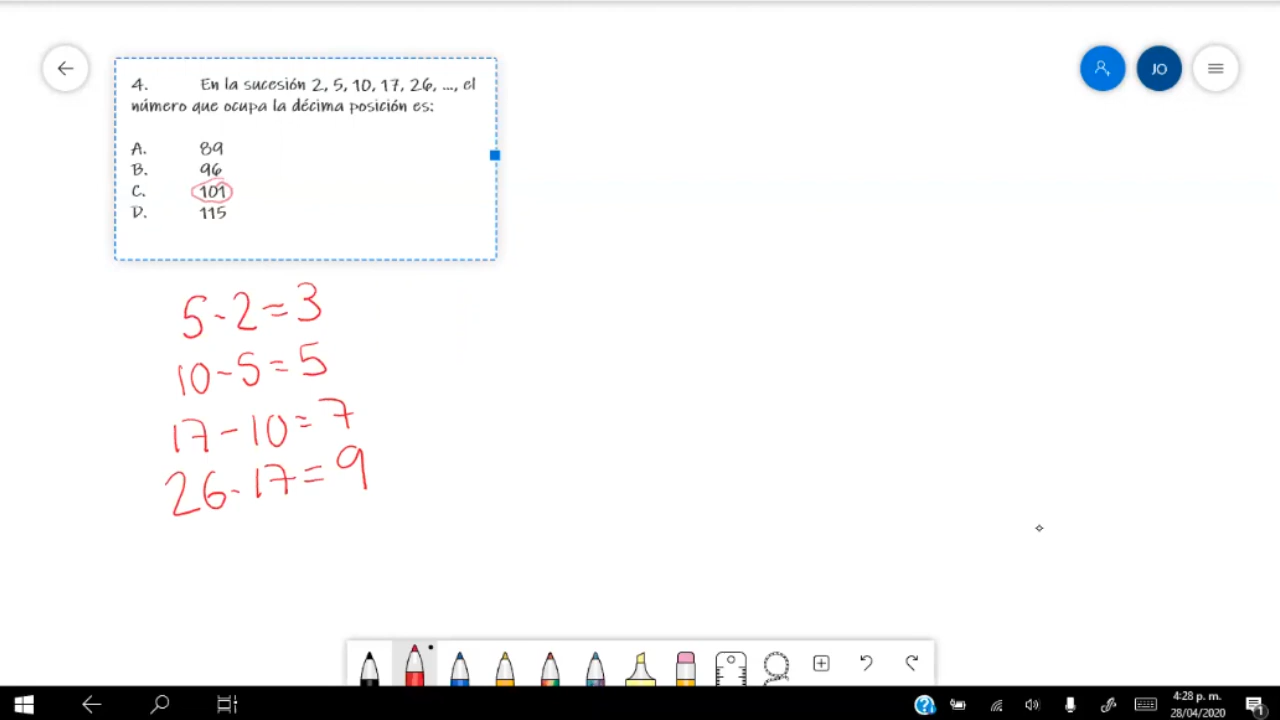 4. En la sucesión 2, 5, 10, 17, 26, ..., el
número que ocupa la décima posición es:
A. 89
B. 96
C. 101
D. 115
5-2=3
10-5=5
17-10=7
26-17=9
JO
4:28 p. m.
28/04/2020
1